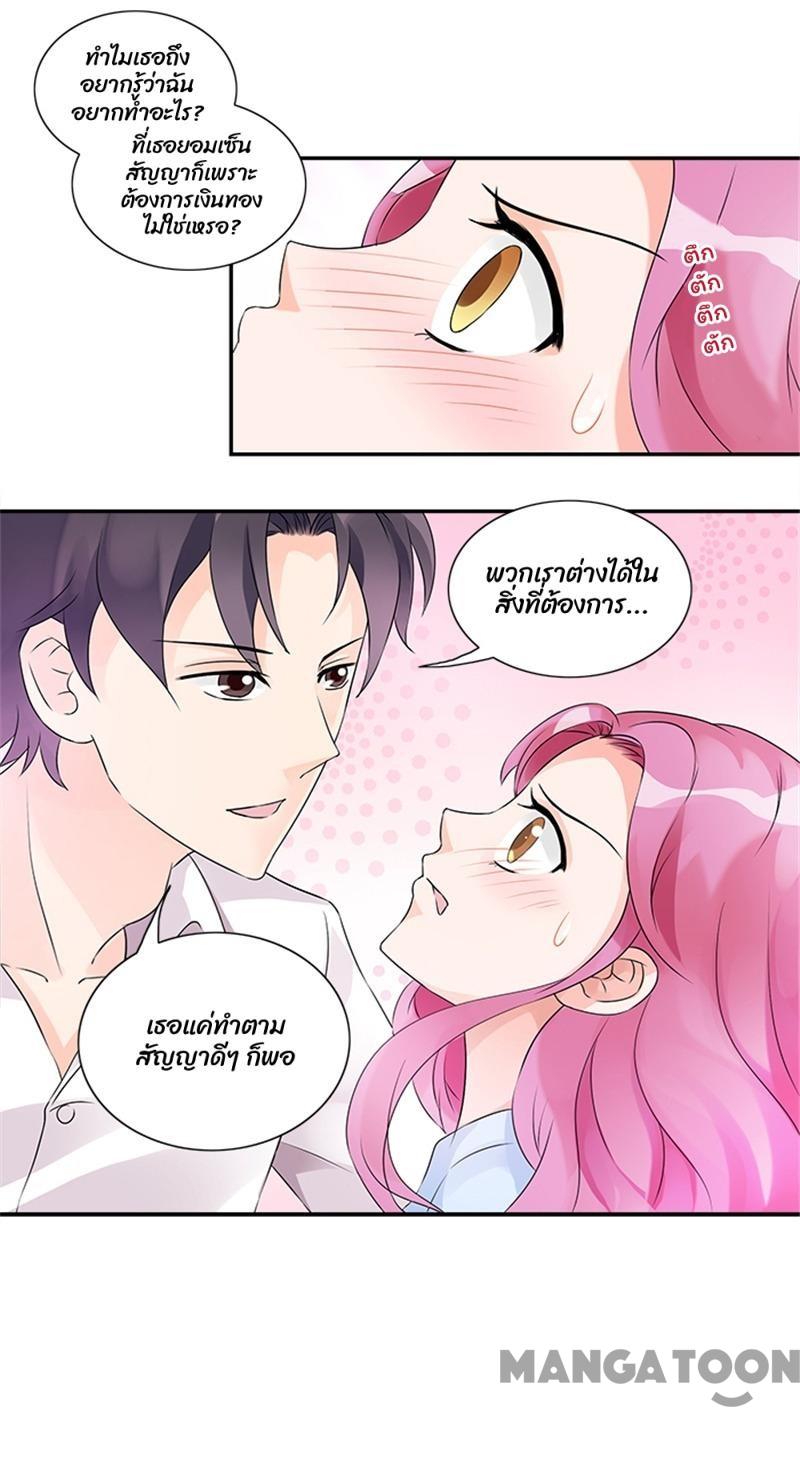 ทำไมเธอถึง
อยากรู้ว่าฉัน
อยากทำอะไร?
ที่เธอยอมเซ็น
สัญญาก็เพราะ
ต้องการเงินทอง
ไม่ใช่เหรอ?
ตึก
ตัก
ตึก
ตัก
พวกเราต่างได้ใน
สิ่งที่ต้องการ...
เธอแค่ทำตาม
สัญญาดีๆ ก็พอ
MANGATOON